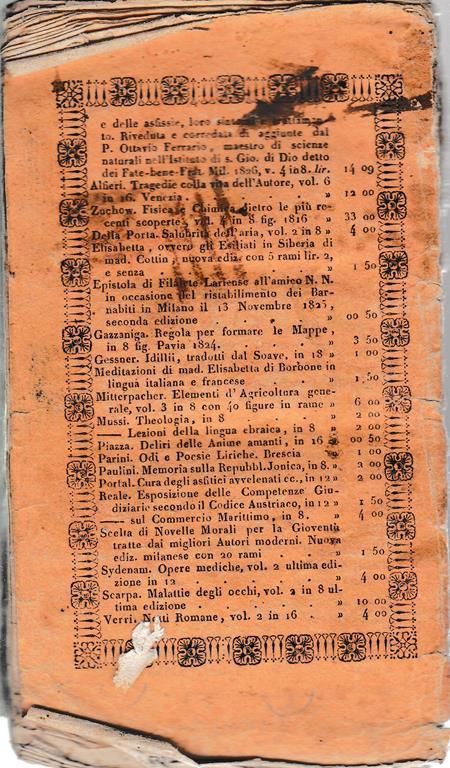 e delle asfissie, loro sintomi e trattamen-
to. Riveduta e corredata di aggiunte dal
P. Ottavio Ferrario, maestro di scienze
naturali nell'Istituto di s. Gio. di Dio detto
dei Fate-bene-Frat. Mil. 1826, v. 4 in 8. lir. 14 09
Alfieri. Tragedie colla vita dell'Autore, vol. 6
in 16. Venezia . . . . » 12 00
Zuchow. Fisica e Chimica dietro le più re-
centi scoperte, vol. in 8 fig. 1816 » 33 00
Della Porta. Salubrità dell'aria, vol. 2 in 8 » 4 00
Elisabetta, ovvero gli Esiliati in Siberia di
mad. Cottin, nuova ediz. con 5 rami lir. 2,
e senza . . . . . » 1 50
Epistola di Filalete Lariense all'amico N. N.
in occasione del ristabilimento dei Bar-
nabiti in Milano il 13 Novembre 1825,
seconda edizione . . . . » 00 50
Gazzaniga. Regola per formare le Mappe,
in 8 fig. Pavia 1824. . . . » 3 50
Gessner. Idillii, tradotti dal Soave, in 18 » 1 00
Meditazioni di mad. Elisabetta di Borbone in
lingua italiana e francese . . . » 1,50
Mitterpacher. Elementi d'Agricoltura gene-
rale, vol. 3 in 8 con 40 figure in rame » 6 00
Mussi. Theologia, in 8 . . . » 2 00
—— Lezioni della lingua ebraica, in 8 » 2 00
Piazza. Deliri delle Anime amanti, in 16 » 00 50
Parini. Odi e Poesie Liriche. Brescia » 1 00
Paulini. Memoria sulla Repubbl. Jonica, in 8. » 2 00
Portal. Cura degli asfitici avvelenati ec., in 12 » 2 00
Reale. Esposizione delle Competenze Giu-
diziarie secondo il Codice Austriaco, in 12 » 1 50
—— sul Commercio Marittimo, in 8. » 4 00
Scelta di Novelle Morali per la Gioventù
tratte dai migliori Autori moderni. Nuova
ediz. milanese con 20 rami . . . » 1 50
Sydenam. Opere mediche, vol. 2 ultima edi-
zione in 12 . . . . . » 4 00
Scarpa. Malattie degli occhi, vol. 2 in 8 ul-
tima edizione . . . . . » 10 00
Verri. Notti Romane, vol. 2 in 16 . » 4 00